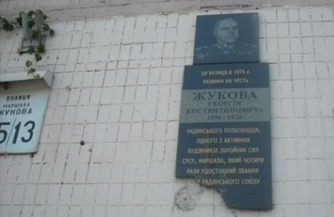 ВУЛИЦЯ
МАРШАЛА
ЖУКОВА
5/13
ЦЯ ВУЛИЦЯ В 1974 р.
НАЗВАНА НА ЧЕСТЬ
ЖУКОВА
ГЕОРГІЯ
КОСТЯНТИНОВИЧА
1896 - 1974
РАДЯНСЬКОГО ПОЛКОВОДЦЯ,
ОДНОГО З АКТИВНИХ
БУДІВНИКІВ ЗБРОЙНИХ СИЛ
СРСР, МАРШАЛА, ЯКИЙ ЧОТИРИ
РАЗИ УДОСТОЄНИЙ ЗВАННЯ
РАДЯНСЬКОГО СОЮЗУ